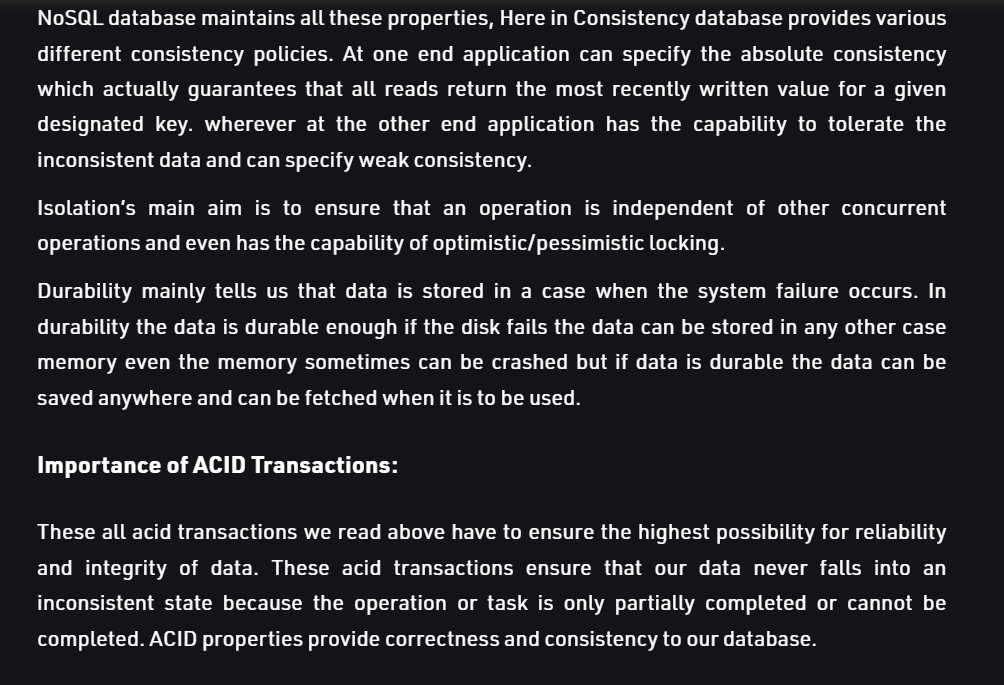 NoSQL database maintains all these properties, Here in Consistency database provides various
different consistency policies. At one end application can specify the absolute consistency
which actually guarantees that all reads return the most recently written value for a given
designated key. wherever at the other end application has the capability to tolerate the
inconsistent data and can specify weak consistency.
Isolation's main aim is to ensure that an operation is independent of other concurrent
operations and even has the capability of optimistic/pessimistic locking.
Durability mainly tells us that data is stored in a case when the system failure occurs. In
durability the data is durable enough if the disk fails the data can be stored in any other case
memory even the memory sometimes can be crashed but if data is durable the data can be
saved anywhere and can be fetched when it is to be used.
Importance of ACID Transactions:
These all acid transactions we read above have to ensure the highest possibility for reliability
and integrity of data. These acid transactions ensure that our data never falls into an
inconsistent state because the operation or task is only partially completed or cannot be
completed. ACID properties provide correctness and consistency to our database.